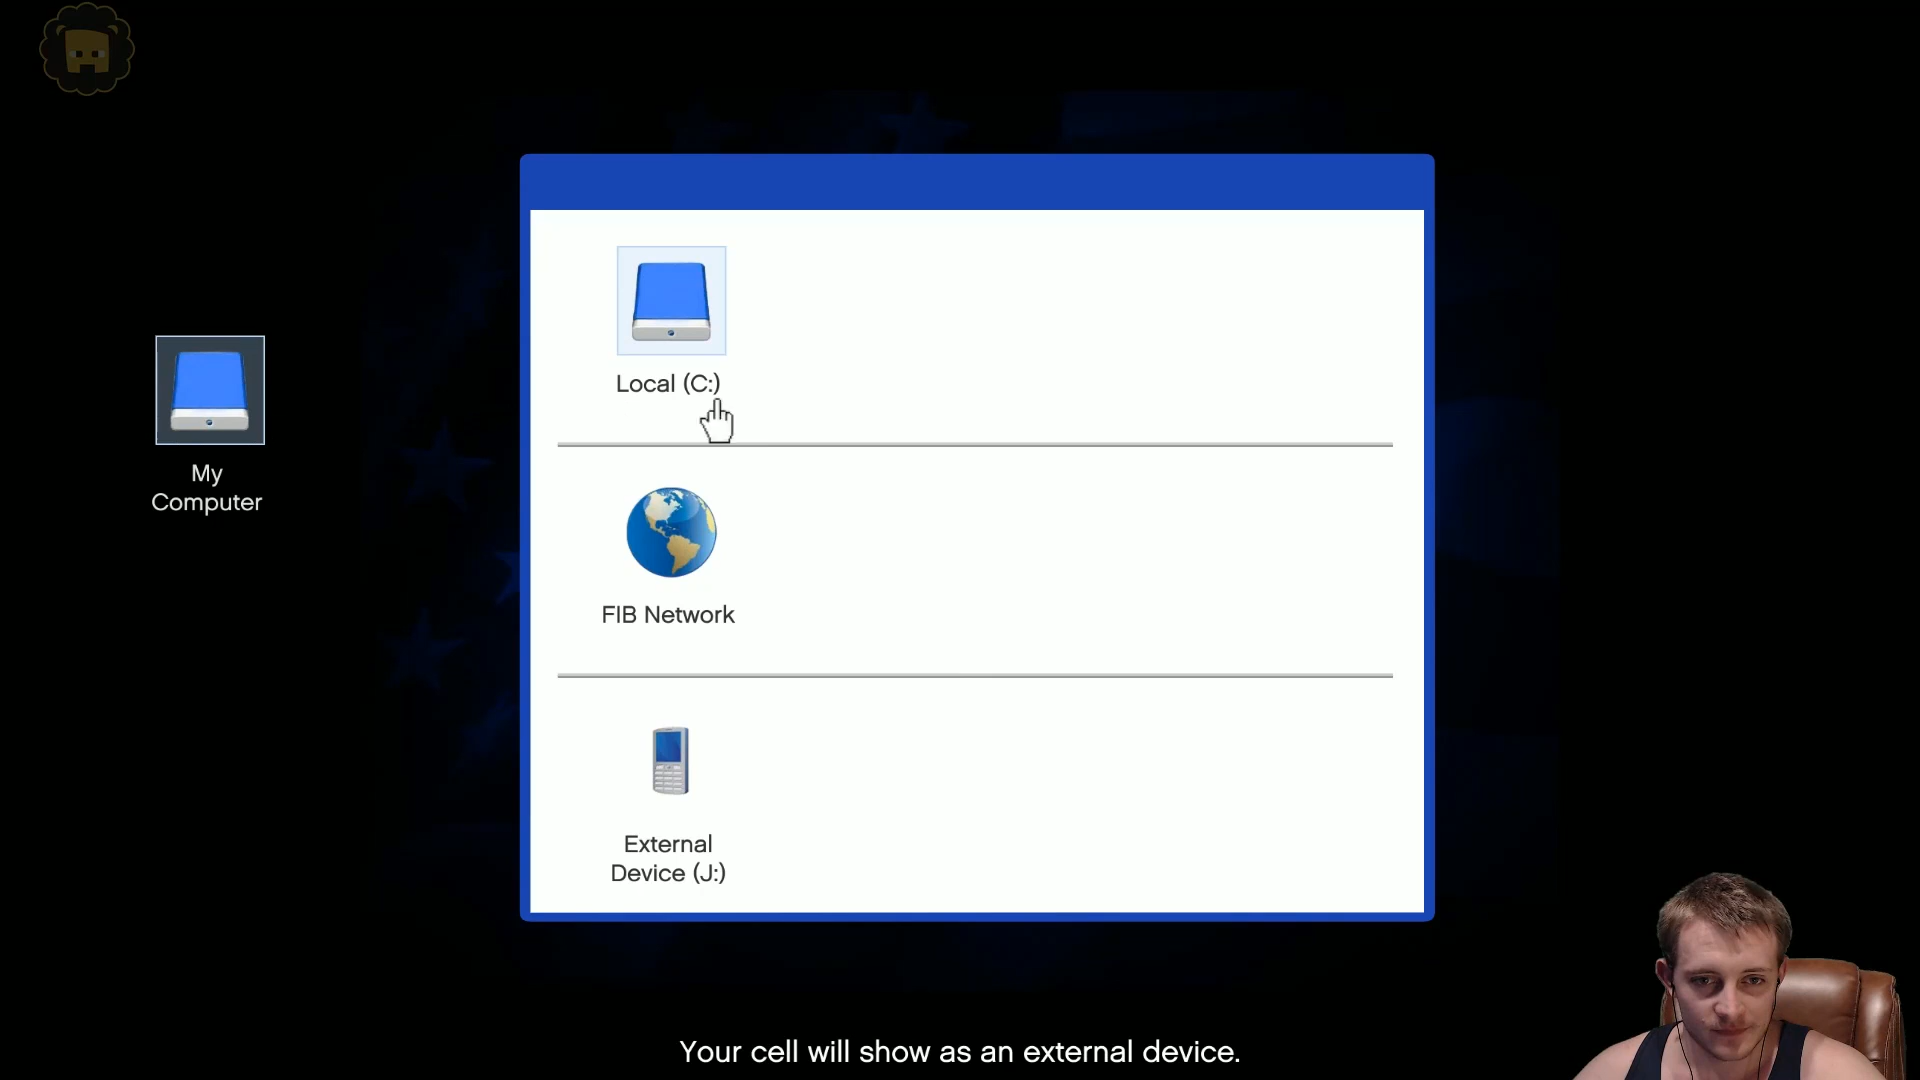 Local (C:)
My
Computer
FIB Network
External
Device (J:)
Your cell will show as an external device.